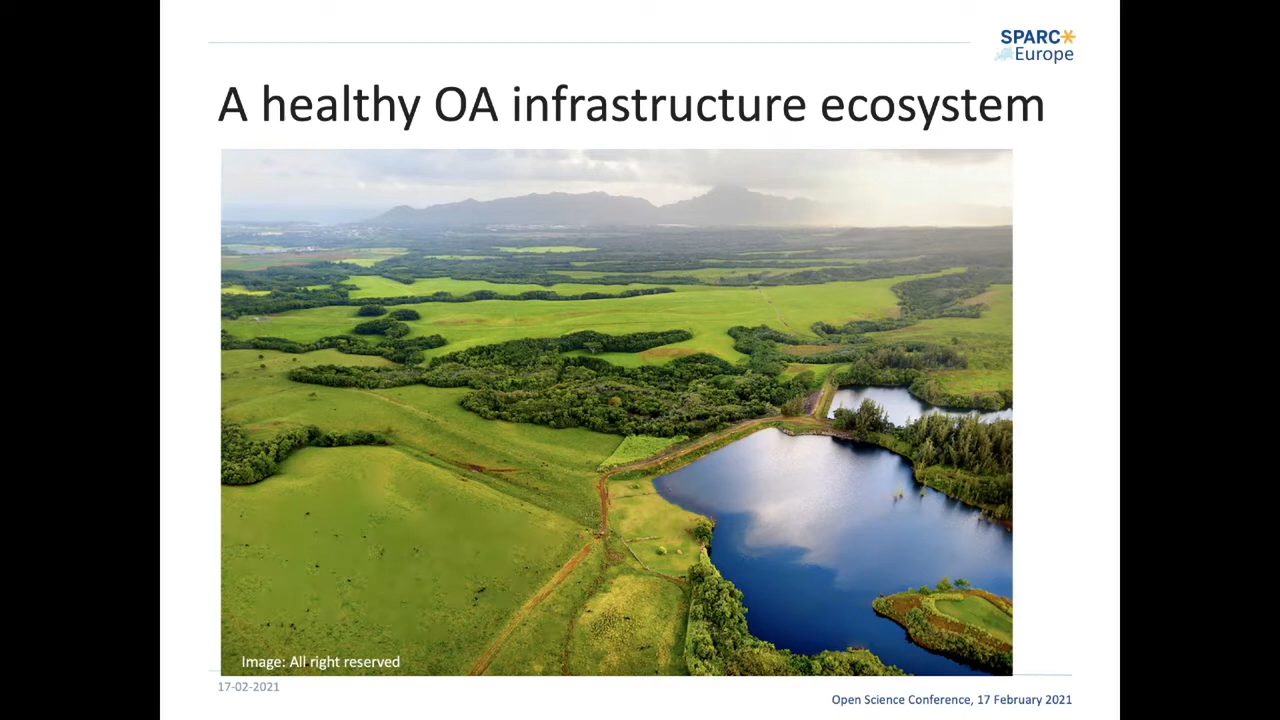 SPARC
Europe
A healthy OA infrastructure ecosystem
Image: All right reserved
17-02-2021
Open Science Conference, 17 February 2021